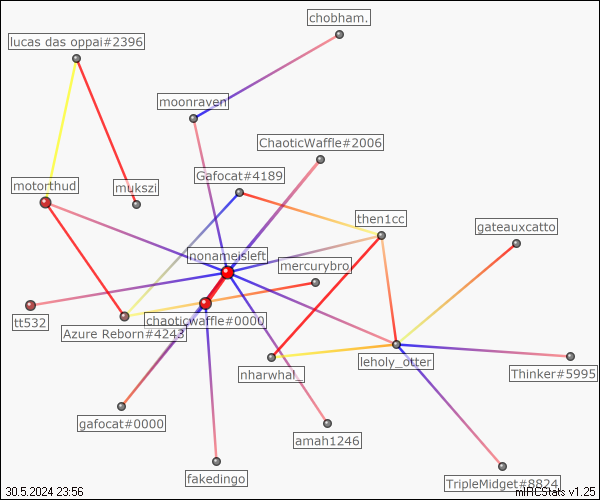 chobham.
lucas das oppai#2396
moonraven
ChaoticWaffle#2006
Gafocat#4189
motorthud
mukszi
then1cc
gateauxcatto
nonameisleft
mercurybro
tt532
chaoticwaffle#0000
Azure Reborn#4243
leholy_otter
nharwhal_
Thinker#5995
gafocat#0000
amah1246
fakedingo
TripleMidget#8824
30.5.2024 23:56
mIRCStats v1.25